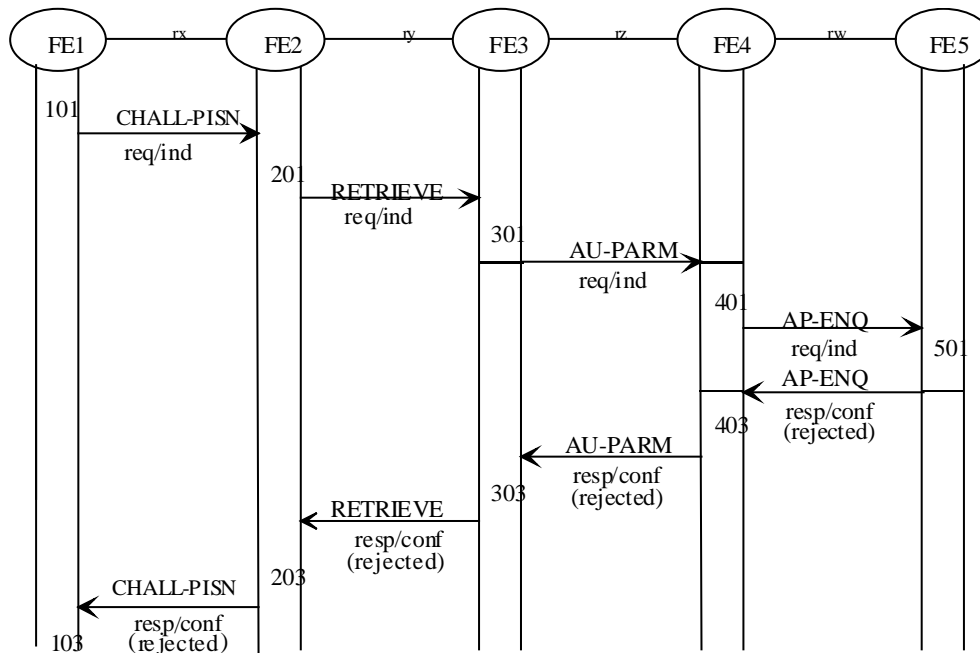 FE1 rx FE2 ry FE3 rz FE4 rw FE5
101
CHALL-PISN
req/ind
201
RETRIEVE
req/ind
301
AU-PARM
req/ind
401
AP-ENQ
req/ind
501
AP-ENQ
resp/conf
(rejected)
403
AU-PARM
resp/conf
(rejected)
303
RETRIEVE
resp/conf
(rejected)
203
CHALL-PISN
resp/conf
(rejected)
103